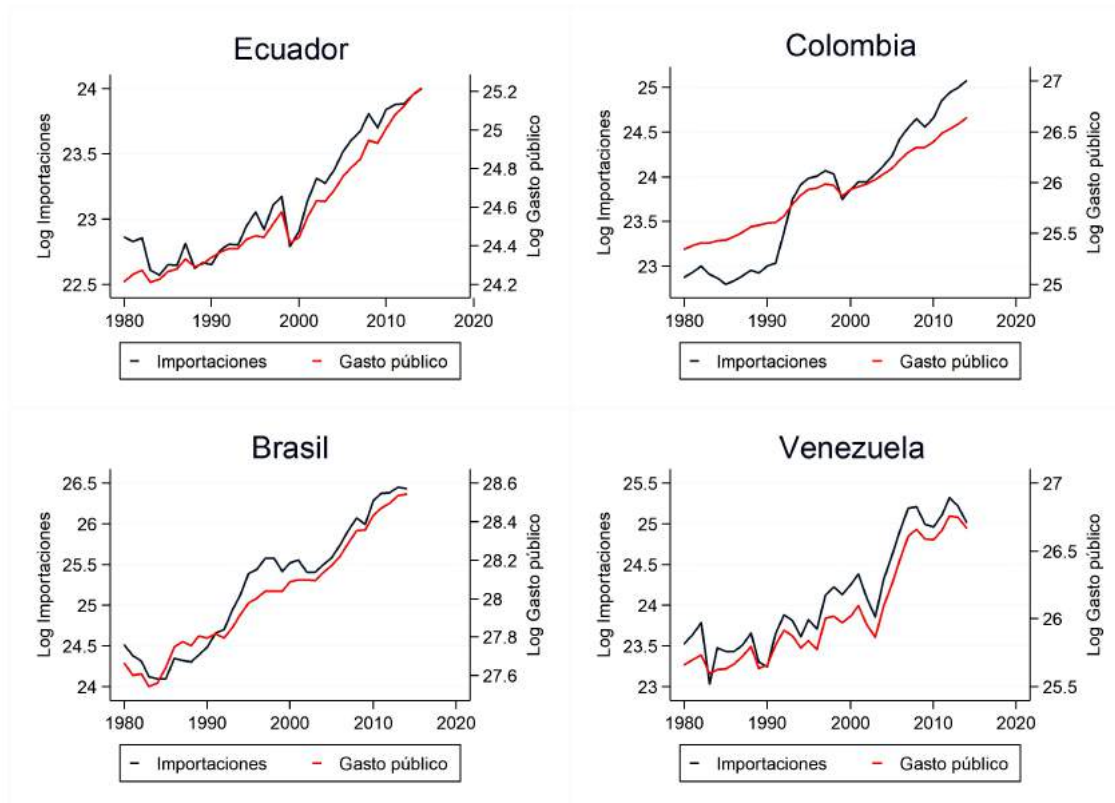 Ecuador
Log Importaciones
24
23.5
23
22.5
25.2
25
24.8
24.6
24.4
24.2
Log Gasto público
1980 1990 2000 2010 2020
Importaciones Gasto público
Colombia
Log Importaciones
25
24.5
24
23.5
23
27
26.5
26
25.5
25
Log Gasto público
1980 1990 2000 2010 2020
Importaciones Gasto público
Brasil
Log Importaciones
26.5
26
25.5
25
24.5
24
28.6
28.4
28.2
28
27.8
27.6
Log Gasto público
1980 1990 2000 2010 2020
Importaciones Gasto público
Venezuela
Log Importaciones
25.5
25
24.5
24
23.5
23
27
26.5
26
25.5
Log Gasto público
1980 1990 2000 2010 2020
Importaciones Gasto público